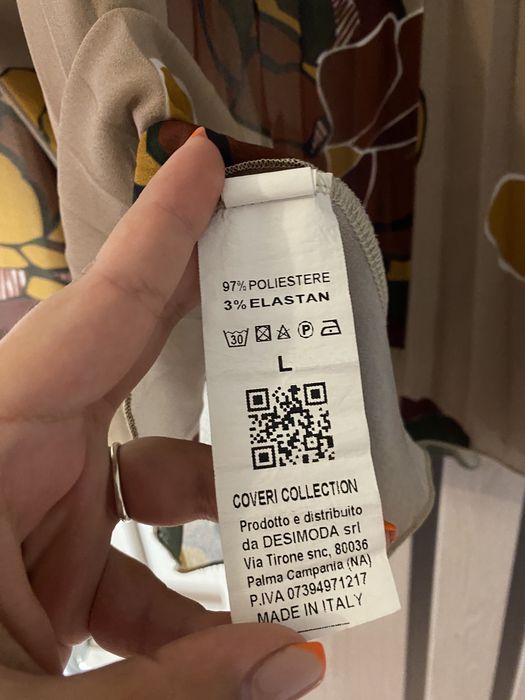 97% POLIESTERE
3% ELASTAN
30 P
L
COVERI COLLECTION
Prodotto e distribuito
da DESIMODA srl
Via Tirone snc, 80036
Palma Campania (NA)
P.IVA 07394971217
MADE IN ITALY